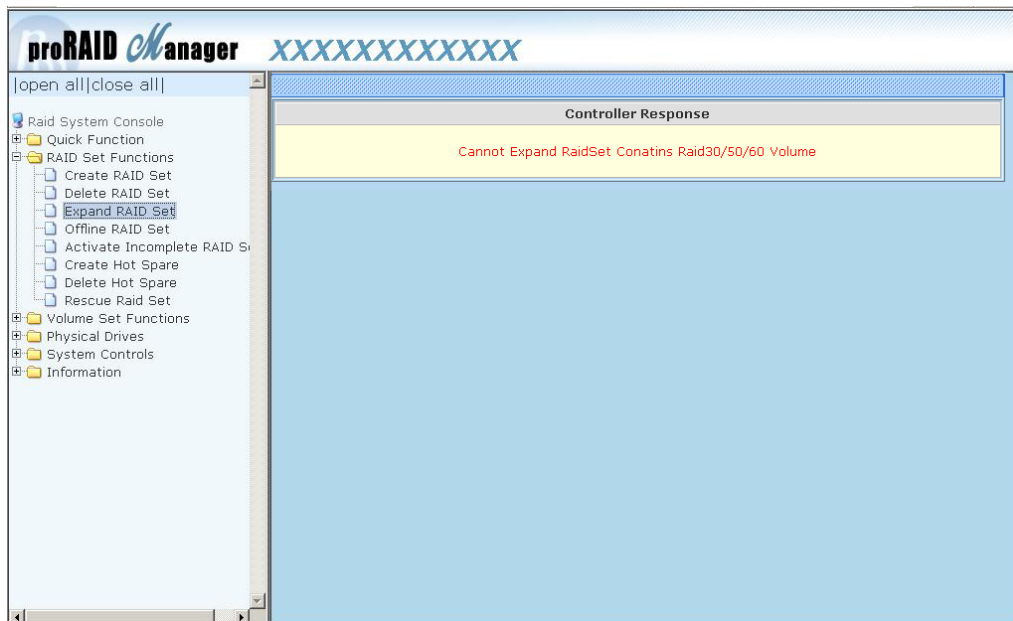 proRAID Manager XXXXXXXXXXXX
|open all|close all|
Raid System Console
Quick Function
RAID Set Functions
Create RAID Set
Delete RAID Set
Expand RAID Set
Offline RAID Set
Activate Incomplete RAID S
Create Hot Spare
Delete Hot Spare
Rescue Raid Set
Volume Set Functions
Physical Drives
System Controls
Information
Controller Response
Cannot Expand RaidSet Conatins Raid30/50/60 Volume